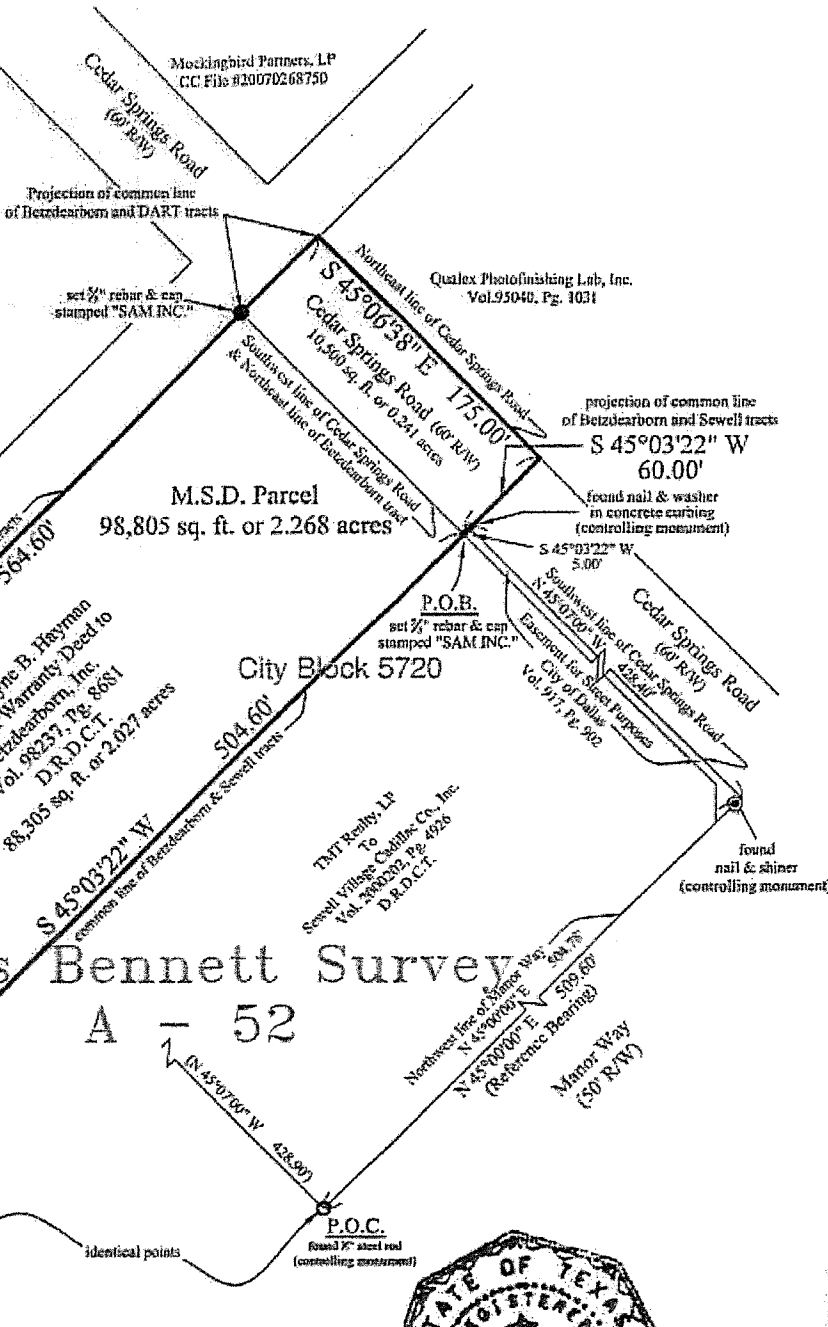 Mockingbird Partners, LP
CC File #20070268750
Cedar Springs Road
(60' R/W)
Projection of common line
of Betzdearborn and DART tracts
Northeast line of Cedar Springs Road
Qualex Photofinishing Lab, Inc.
Vol.95040, Pg. 1031
set rebar & cap
stamped "SAM INC."
S 45°06'38" E 175.00'
Cedar Springs Road (60' R/W)
10,500 sq. ft. or 0.241 acres
Southwest line of Cedar Springs Road
& Northeast line of Betzdearborn tract
projection of common line
of Betzdearborn and Sewell tracts
S 45°03'22" W
60.00'
M.S.D. Parcel
98,805 sq. ft. or 2.268 acres
found nail & washer
in concrete curbing
(controlling monument)
S 45°03'22" W
5.00'
tracts
564.60'
P.O.B.
set rebar & cap
stamped "SAM INC."
Southwest line of Cedar Springs Road
N 45°07'00" W 428.40'
Cedar Springs Road
(60' R/W)
Easement for Street Purposes
City of Dallas
Vol. 917, Pg. 902
City Block 5720
yne B. Hayman
Warranty Deed to
etzdearborn, Inc.
Vol. 98237, Pg. 8681
D.R.D.C.T.
88,305 sq. ft. or 2.027 acres
504.60'
S 45°03'22" W
common line of Betzdearborn & Sewell tracts
TMT Realty, LP
To
Sewell Village Cadillac Co., Inc.
Vol. 2000202, Pg. 4926
D.R.D.C.T.
found
nail & shiner
(controlling monument)
s Bennett Survey
A - 52
Northwest line of Manor Way
N 45°00'00" E 504.78'
N 45°00'00" E 509.60'
(Reference Bearing)
Manor Way
(50' R/W)
(N 45°07'00" W 428.90')
P.O.C.
found steel rod
(controlling monument)
identical points
STATE OF TEXAS
REGISTERED